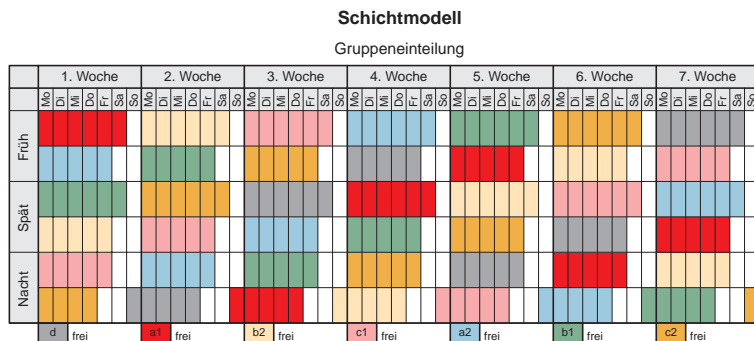 Schichtmodell
Gruppeneinteilung
1. Woche 2. Woche 3. Woche 4. Woche 5. Woche 6. Woche 7. Woche
Mo Di Mi Do Fr Sa So Mo Di Mi Do Fr Sa So Mo Di Mi Do Fr Sa So Mo Di Mi Do Fr Sa So Mo Di Mi Do Fr Sa So Mo Di Mi Do Fr Sa So Mo Di Mi Do Fr Sa So
Früh
Spät
Nacht
d frei a1 frei b2 frei c1 frei a2 frei b1 frei c2 frei